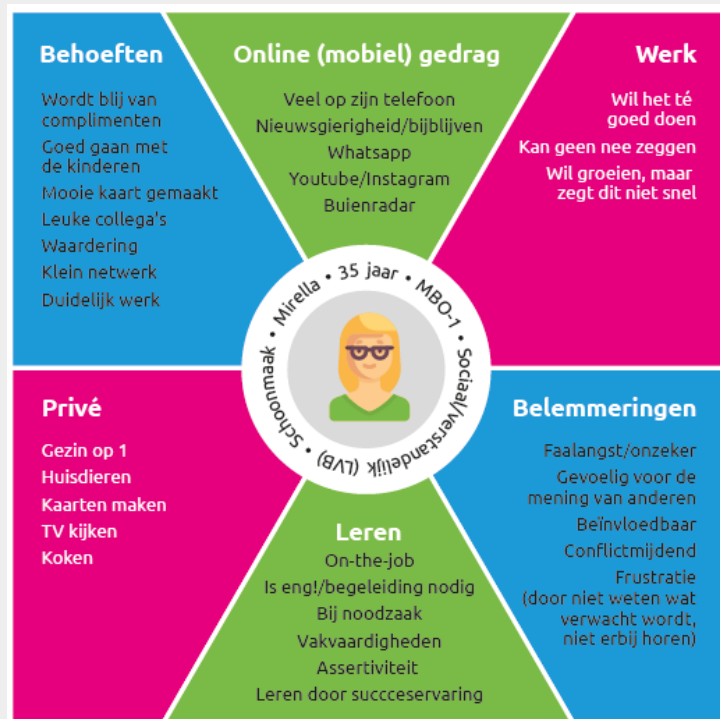 Behoeften
Wordt blij van
complimenten
Goed gaan met
de kinderen
Mooie kaart gemaakt
Leuke collega's
Waardering
Klein netwerk
Duidelijk werk
Online (mobiel) gedrag
Veel op zijn telefoon
Nieuwsgierigheid/bijblijven
Whatsapp
Youtube/Instagram
Buienradar
Werk
Wil het té
goed doen
Kan geen nee zeggen
Wil groeien, maar
zegt dit niet snel
Mirella • 35 jaar • MBO-1 • Sociaal/verstandelijk (LVB) • Schoonmaak •
Privé
Gezin op 1
Huisdieren
Kaarten maken
TV kijken
Koken
Leren
On-the-job
Is eng!/begeleiding nodig
Bij noodzaak
Vakvaardigheden
Assertiviteit
Leren door succceservaring
Belemmeringen
Faalangst/onzeker
Gevoelig voor de
mening van anderen
Beïnvloedbaar
Conflictmijdend
Frustratie
(door niet weten wat
verwacht wordt,
niet erbij horen)